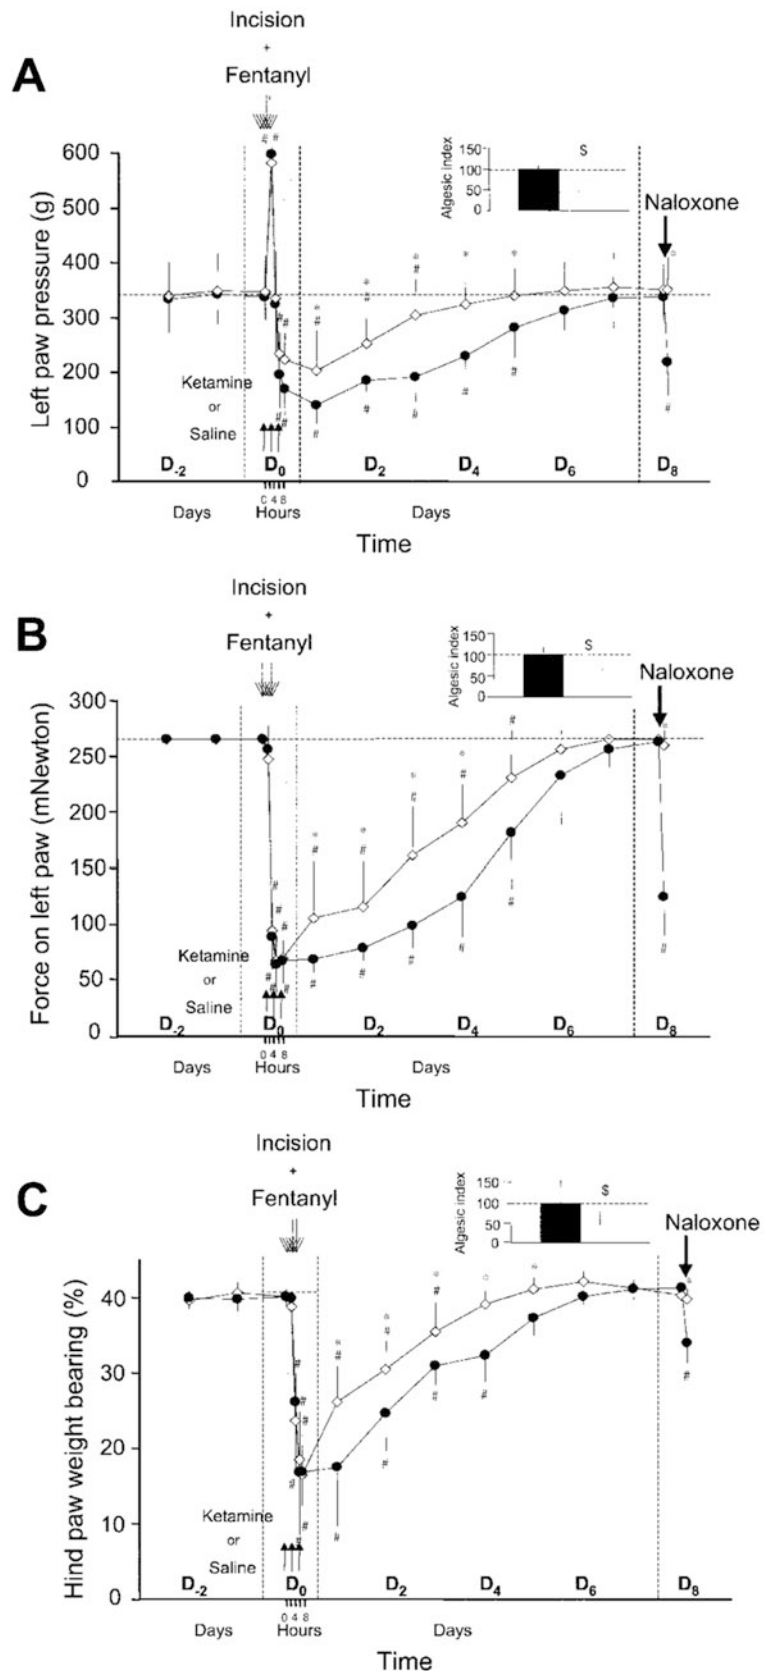 Incision
+
Fentanyl
A
# #
Left paw pressure (g)
600
500
400
300
200
100
0
Algesic index
150
100
50
0
$
Naloxone
Ketamine
or
Saline
D-2
D0
D2
D4
D6
D8
0 4 8
Days
Hours
Days
Time
Incision
+
Fentanyl
B
Force on left paw (mNewton)
300
250
200
150
100
50
0
Algesic index
150
100
50
0
$
Naloxone
Ketamine
or
Saline
D-2
D0
D2
D4
D6
D8
0 4 8
Days
Hours
Days
Time
Incision
+
Fentanyl
C
Hind paw weight bearing (%)
40
30
20
10
0
Algesic index
150
100
50
0
$
Naloxone
Ketamine
or
Saline
D-2
D0
D2
D4
D6
D8
0 4 8
Days
Hours
Days
Time